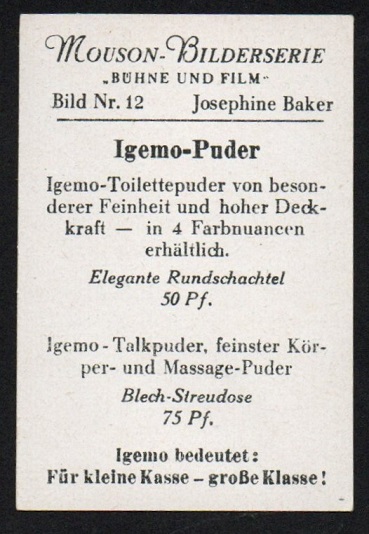 Mouson-Bilderserie
„BÜHNE UND FILM“
Bild Nr. 12 Josephine Baker
Igemo-Puder
Igemo-Toilettepuder von beson-
derer Feinheit und hoher Deck-
kraft — in 4 Farbnuancen
erhältlich.
Elegante Rundschachtel
50 Pf.
Igemo-Talkpuder, feinster Kör-
per- und Massage-Puder
Blech-Streudose
75 Pf.
Igemo bedeutet:
Für kleine Kasse – große Klasse!